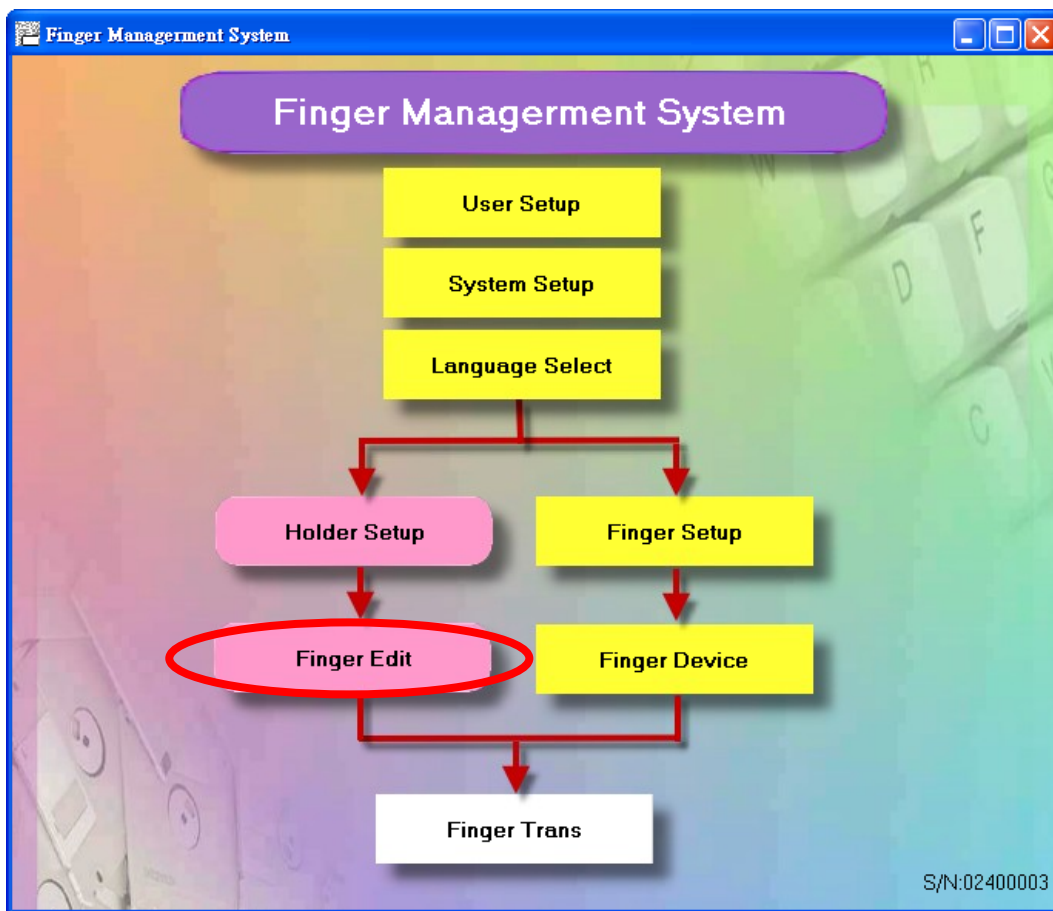 Finger Managerment System
Finger Managerment System
User Setup
System Setup
Language Select
Holder Setup
Finger Setup
Finger Edit
Finger Device
Finger Trans
S/N:02400003